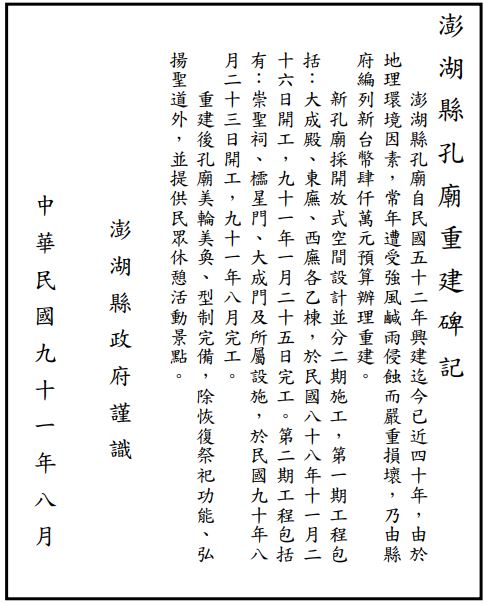 澎湖縣孔廟重建碑記
澎湖縣孔廟自民國五十二年興建迄今已近四十年，由於
地理環境因素，常年遭受強風鹹雨侵蝕而嚴重損壞，乃由縣
府編列新台幣肆仟萬元預算辦理重建。
新孔廟採開放式空間設計並分二期施工，第一期工程包
括：大成殿、東廡、西廡各乙棟，於民國八十八年十一月二
十六日開工，九十一年一月二十五日完工。第二期工程包括
有：崇聖祠、櫺星門、大成門及所屬設施，於民國九十年八
月二十三日開工，九十一年八月完工。
重建後孔廟美輪美奐、型制完備，除恢復祭祀功能、弘
揚聖道外，並提供民眾休憩活動景點。
澎湖縣政府謹識
中華民國九十一年八月